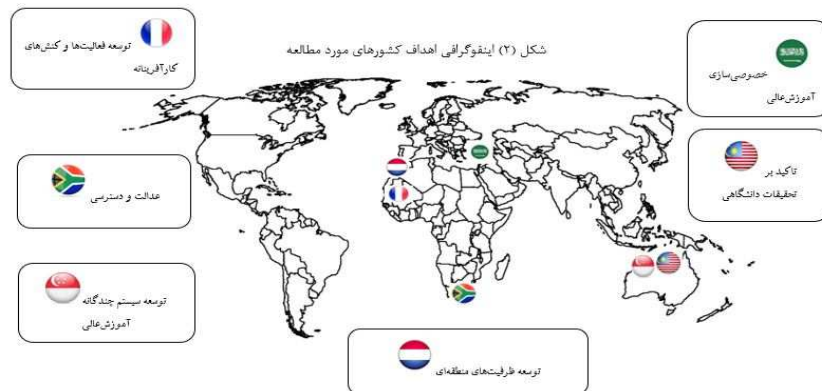 شکل (۲) اینفوگرافی اهداف کشورهای مورد مطالعه
توسعه فعالیت‌ها و کنش‌های
کارآفرینانه
خصوصی‌سازی
آموزش‌عالی
تاکید بر
تحقیقات دانشگاهی
عدالت و دسترسی
توسعه سیستم چندگانه
آموزش‌عالی
توسعه ظرفیت‌های منطقه‌ای